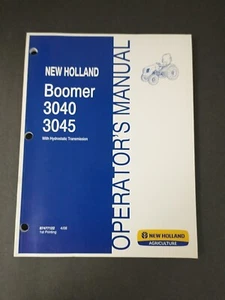 NEW HOLLAND
Boomer
3040
3045
With Hydrostatic Transmission
OPERATOR'S MANUAL
1st Printing
NEW HOLLAND
AGRICULTURE